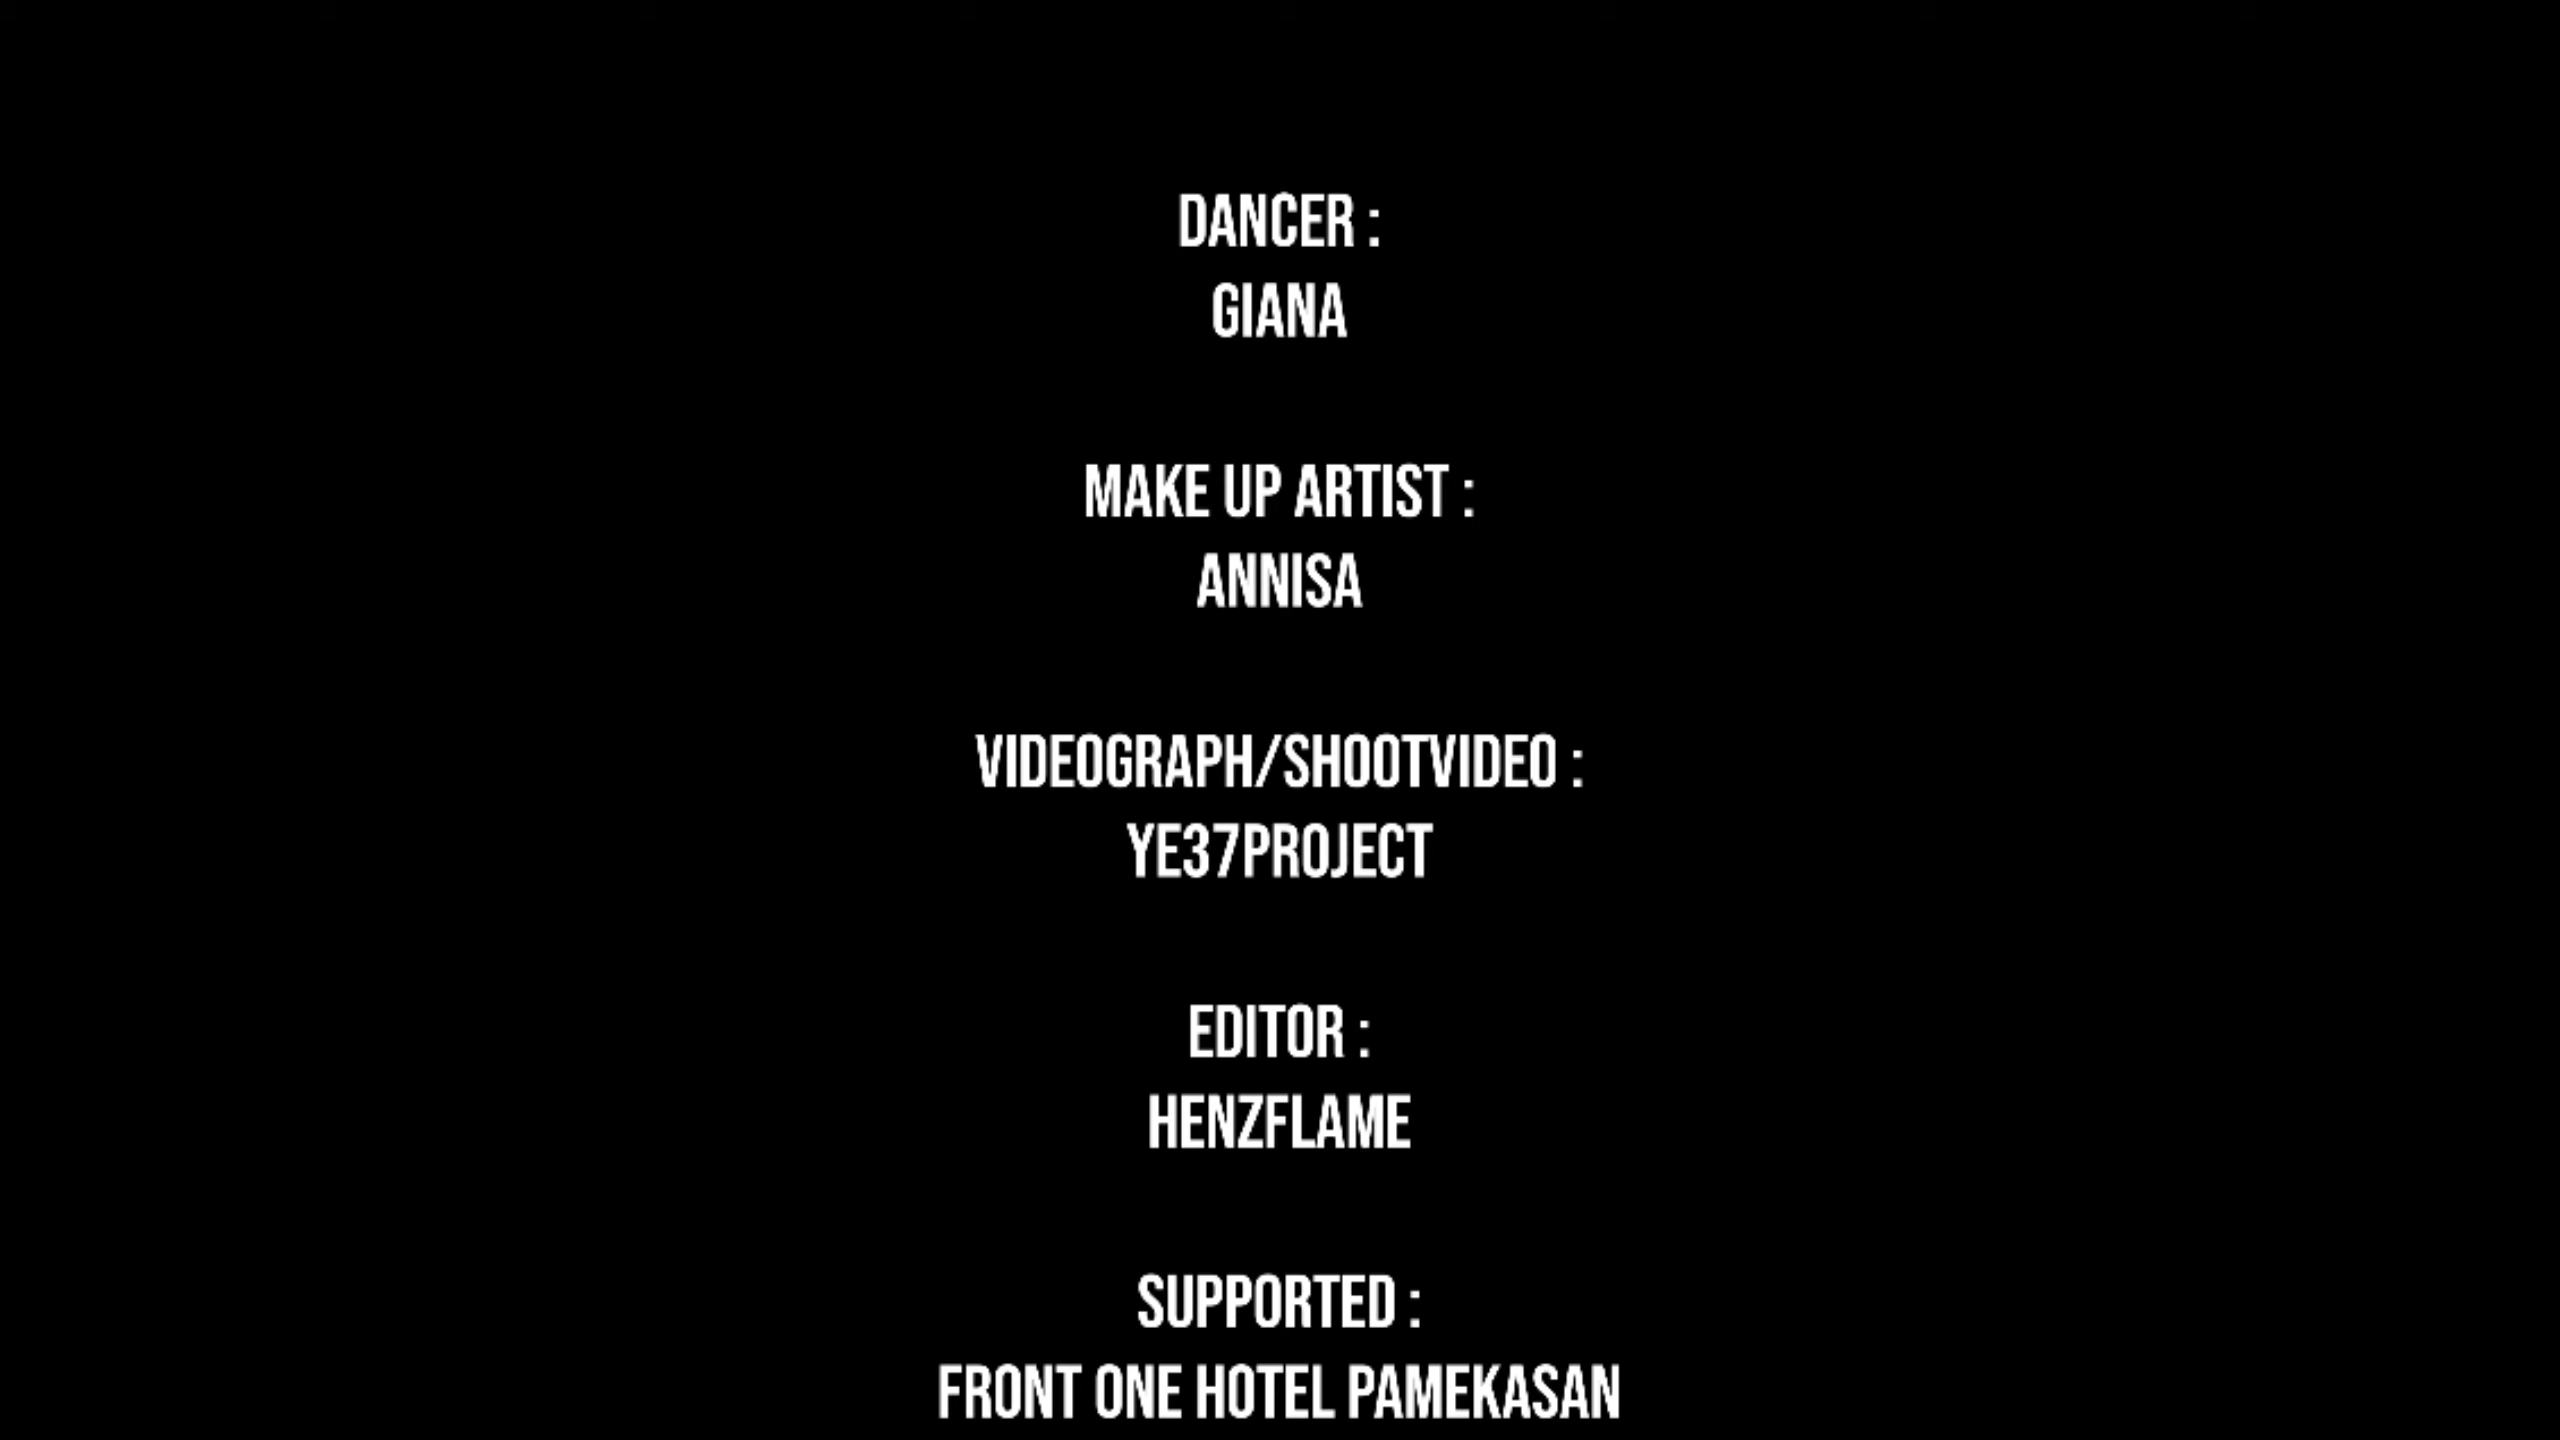 DANCER :
GIANA
MAKE UP ARTIST :
ANNISA
VIDEOGRAPH/SHOOTVIDEO :
YE37PROJECT
EDITOR :
HENZFLAME
SUPPORTED :
FRONT ONE HOTEL PAMEKASAN